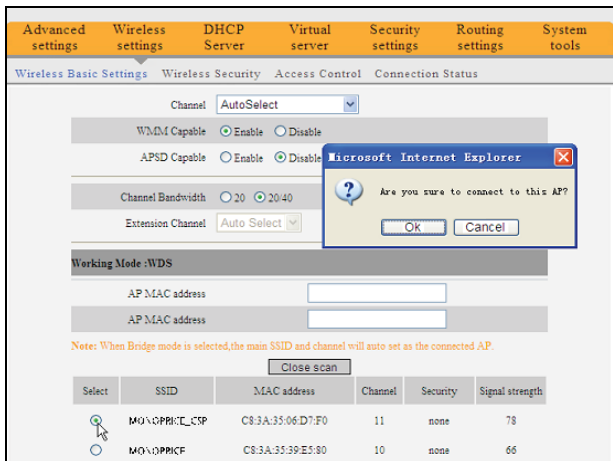 Advanced settings Wireless settings DHCP Server Virtual server Security settings Routing settings System tools
Wireless Basic Settings Wireless Security Access Control Connection Status
Channel AutoSelect
WMM Capable Enable Disable
APSD Capable Enable Disable
Microsoft Internet Explorer
Are you sure to connect to this AP?
Ok Cancel
Channel Bandwidth 20 20/40
Extension Channel Auto Select
Working Mode :WDS
AP MAC address
AP MAC address
Note: When Bridge mode is selected,the main SSID and channel will auto set as the connected AP.
Close scan
Select SSID MAC address Channel Security Signal strength
MONOPRICE_CSP C8:3A:35:06:D7:F0 11 none 78
MONOPRICE C8:3A:35:39:E5:80 10 none 66